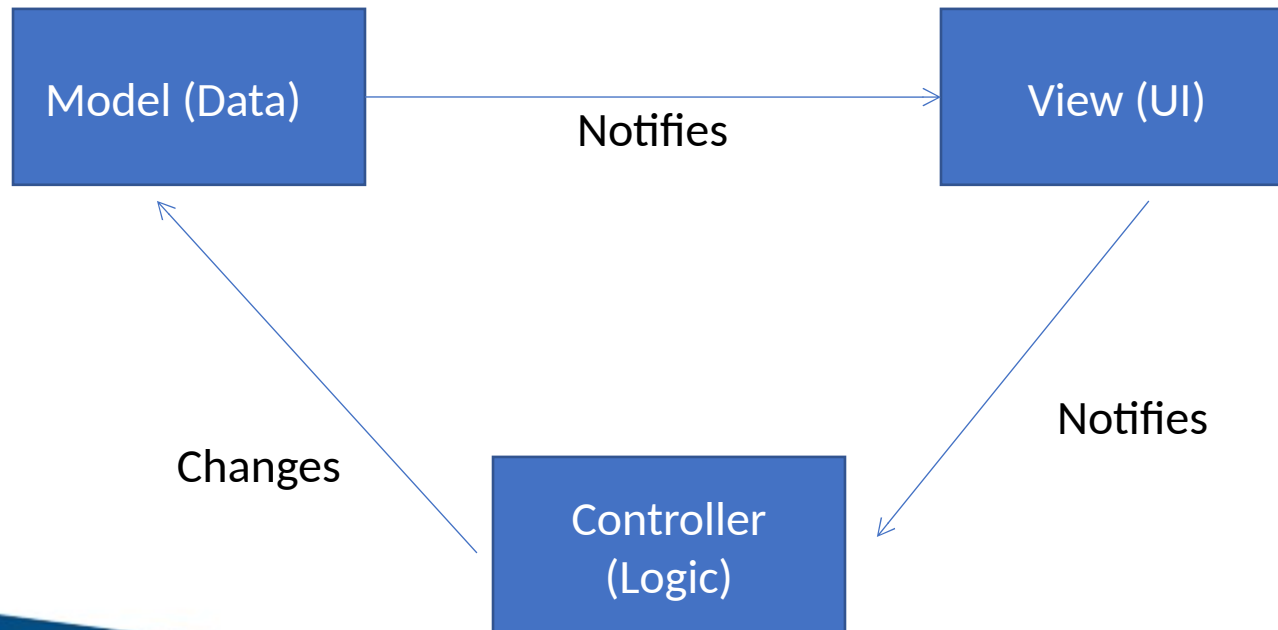 Model (Data)
View (UI)
Notifies
Notifies
Changes
Controller
(Logic)